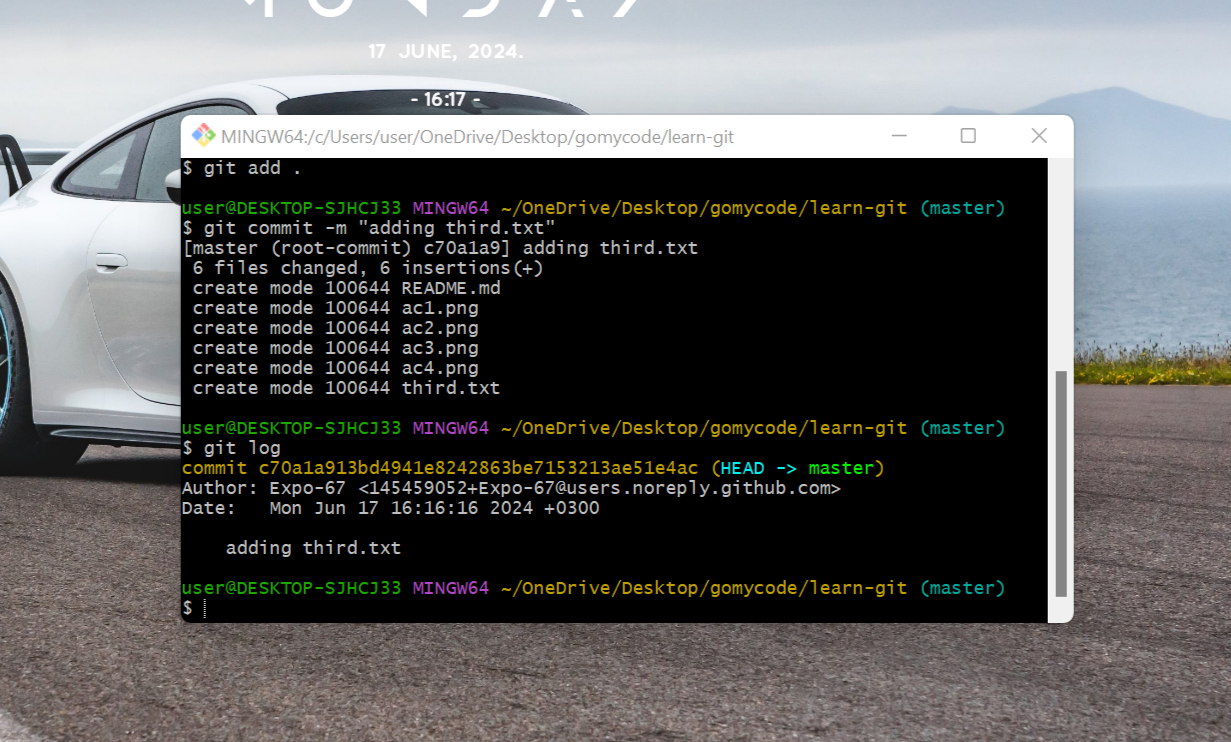 17 JUNE, 2024.
- 16:17 -
MINGW64:/c/Users/user/OneDrive/Desktop/gomycode/learn-git
$ git add .
user@DESKTOP-SJHCJ33 MINGW64 ~/OneDrive/Desktop/gomycode/learn-git (master)
$ git commit -m "adding third.txt"
[master (root-commit) c70a1a9] adding third.txt
 6 files changed, 6 insertions(+)
 create mode 100644 README.md
 create mode 100644 ac1.png
 create mode 100644 ac2.png
 create mode 100644 ac3.png
 create mode 100644 ac4.png
 create mode 100644 third.txt
user@DESKTOP-SJHCJ33 MINGW64 ~/OneDrive/Desktop/gomycode/learn-git (master)
$ git log
commit c70a1a913bd4941e8242863be7153213ae51e4ac (HEAD -> master)
Author: Expo-67 <145459052+Expo-67@users.noreply.github.com>
Date:   Mon Jun 17 16:16:16 2024 +0300
    adding third.txt
user@DESKTOP-SJHCJ33 MINGW64 ~/OneDrive/Desktop/gomycode/learn-git (master)
$